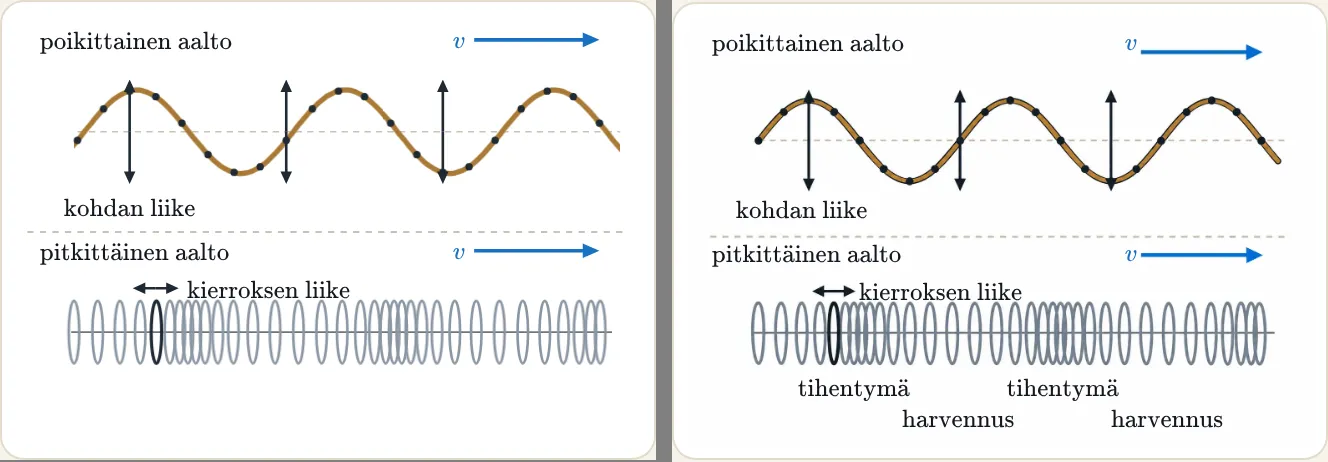 poikittainen aalto
v
kohdan liike
pitkittäinen aalto
v
kierroksen liike
poikittainen aalto
v
kohdan liike
pitkittäinen aalto
v
kierroksen liike
tihentymä
tihentymä
harvennus
harvennus